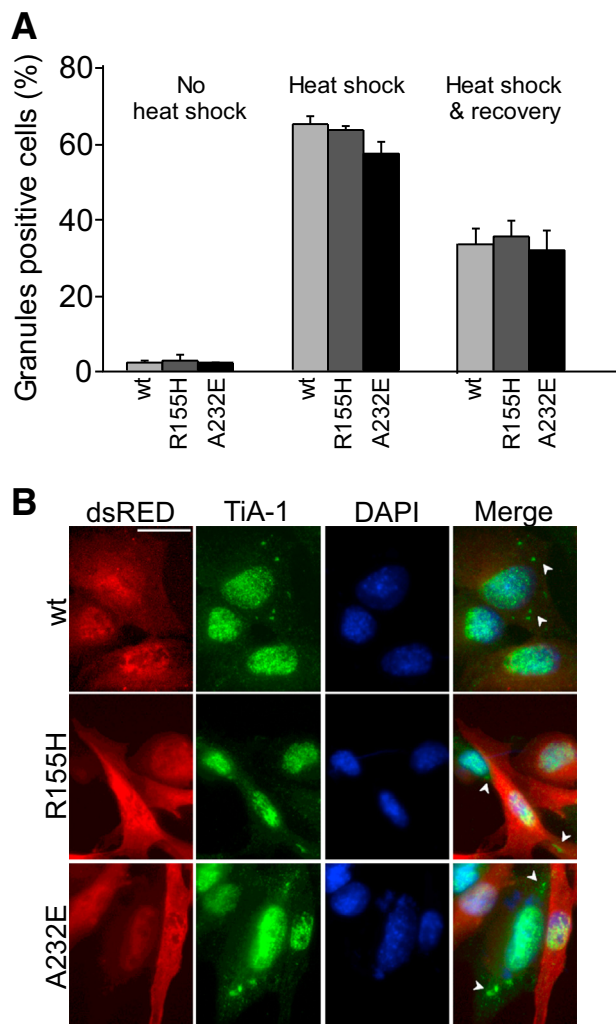 A
Granules positive cells (%)
80
60
40
20
0
No
heat shock
Heat shock
Heat shock
& recovery
wt
R155H
A232E
wt
R155H
A232E
wt
R155H
A232E
B
dsRED
TiA-1
DAPI
Merge
wt
R155H
A232E